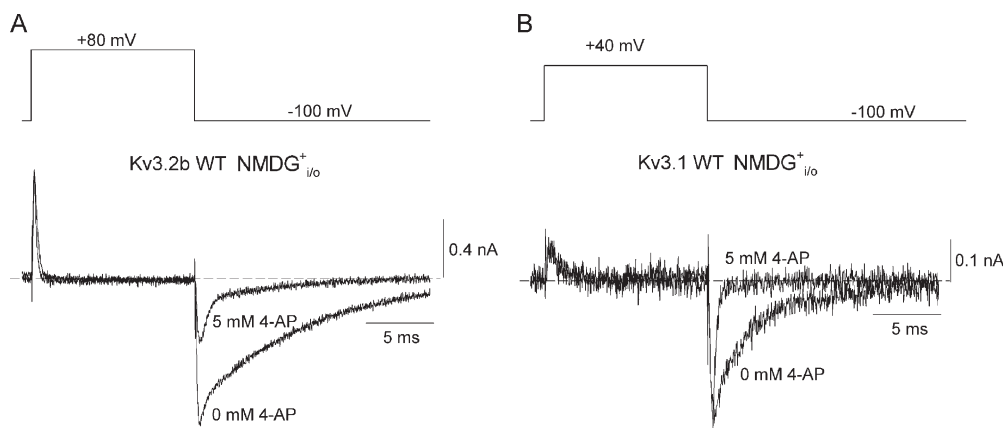 A
+80 mV
-100 mV
Kv3.2b WT NMDG+i/o
0.4 nA
5 mM 4-AP
5 ms
0 mM 4-AP
B
+40 mV
-100 mV
Kv3.1 WT NMDG+i/o
5 mM 4-AP
0.1 nA
5 ms
0 mM 4-AP